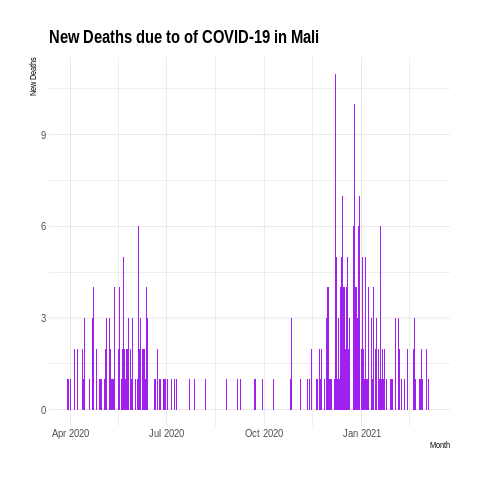 New Deaths due to of COVID-19 in Mali
New Deaths
9
6
3
0
Apr 2020 Jul 2020 Oct 2020 Jan 2021
Month